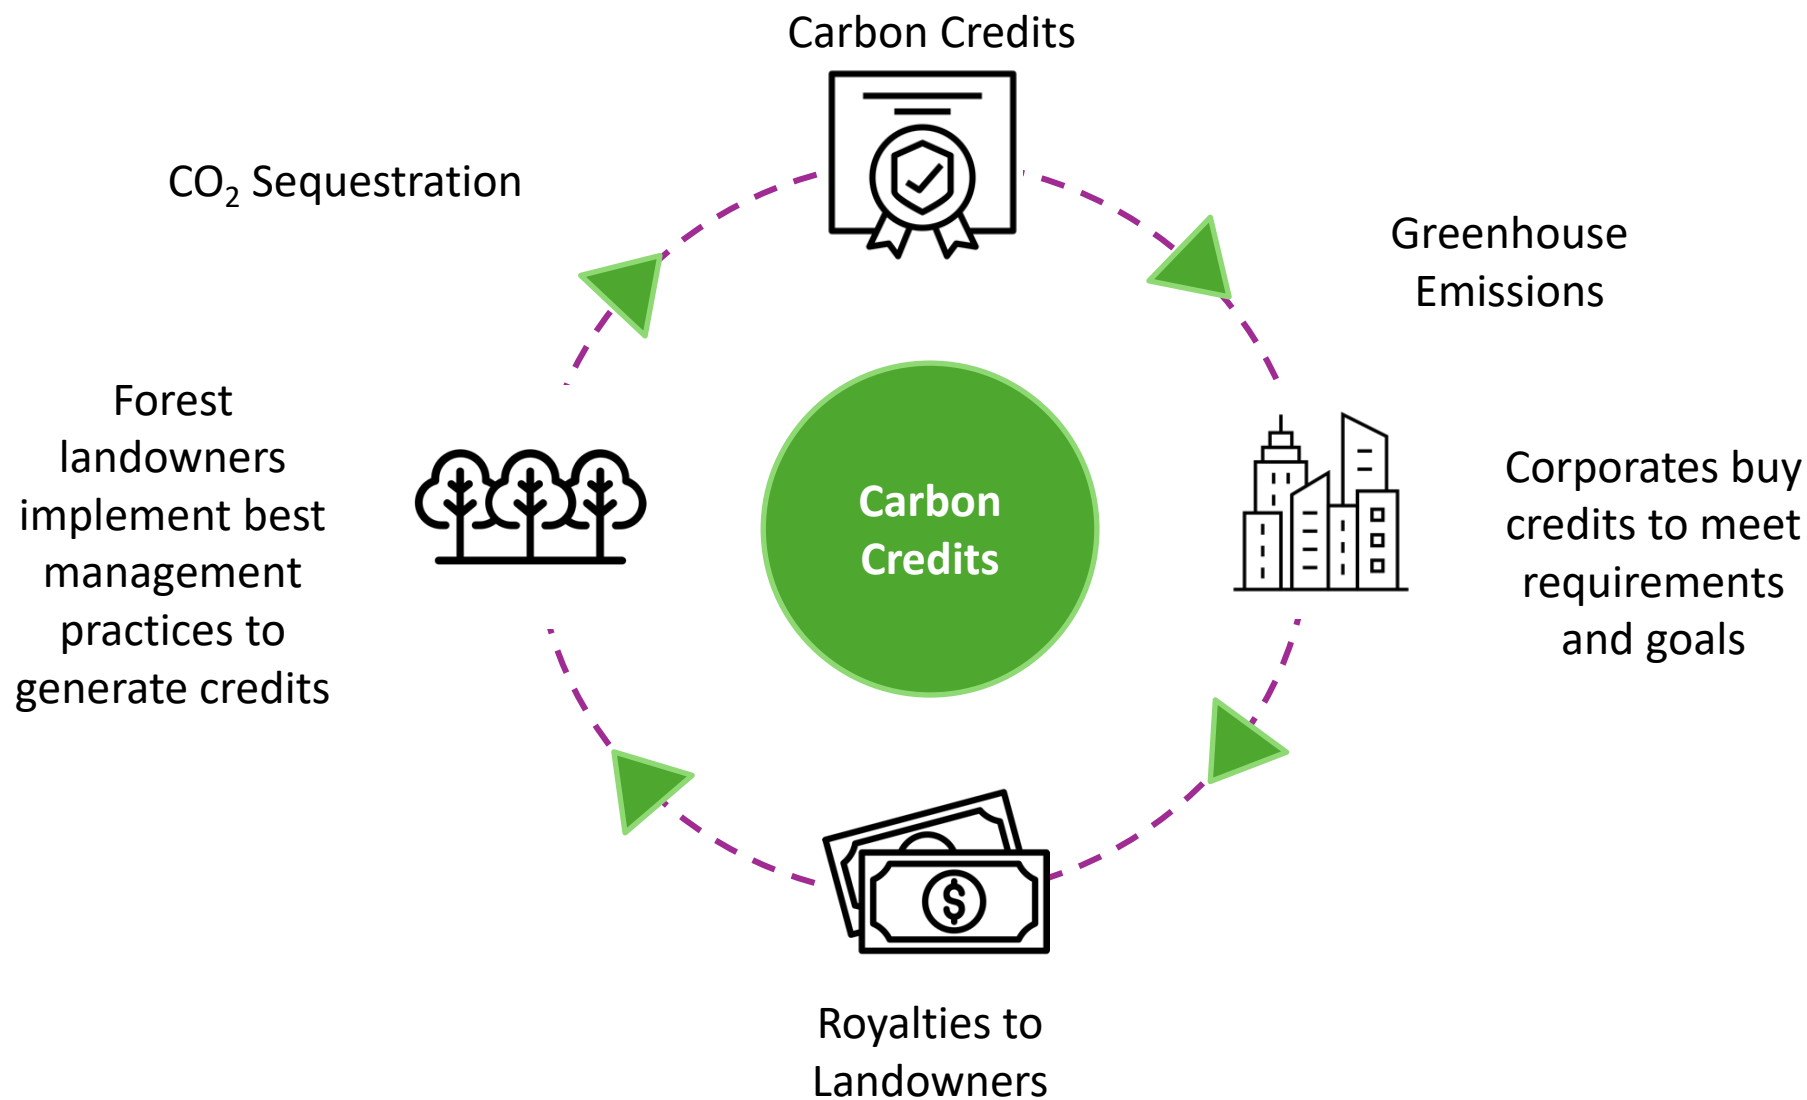 Carbon Credits
CO₂ Sequestration
Greenhouse
Emissions
Forest
landowners
implement best
management
practices to
generate credits
Carbon
Credits
Corporates buy
credits to meet
requirements
and goals
$
Royalties to
Landowners